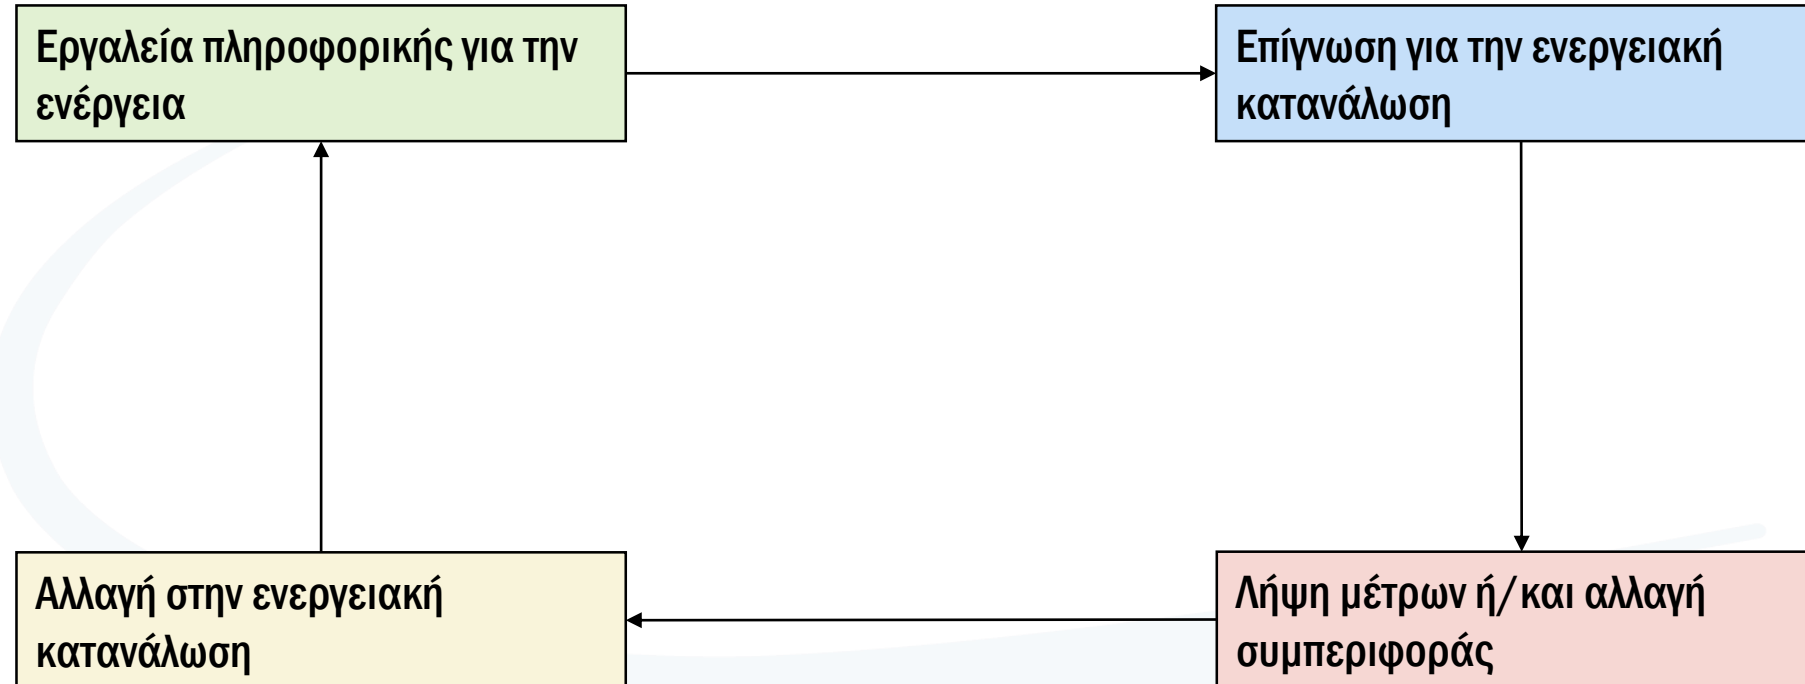 Εργαλεία πληροφορικής για την
ενέργεια
Επίγνωση για την ενεργειακή
κατανάλωση
Αλλαγή στην ενεργειακή
κατανάλωση
Λήψη μέτρων ή/και αλλαγή
συμπεριφοράς